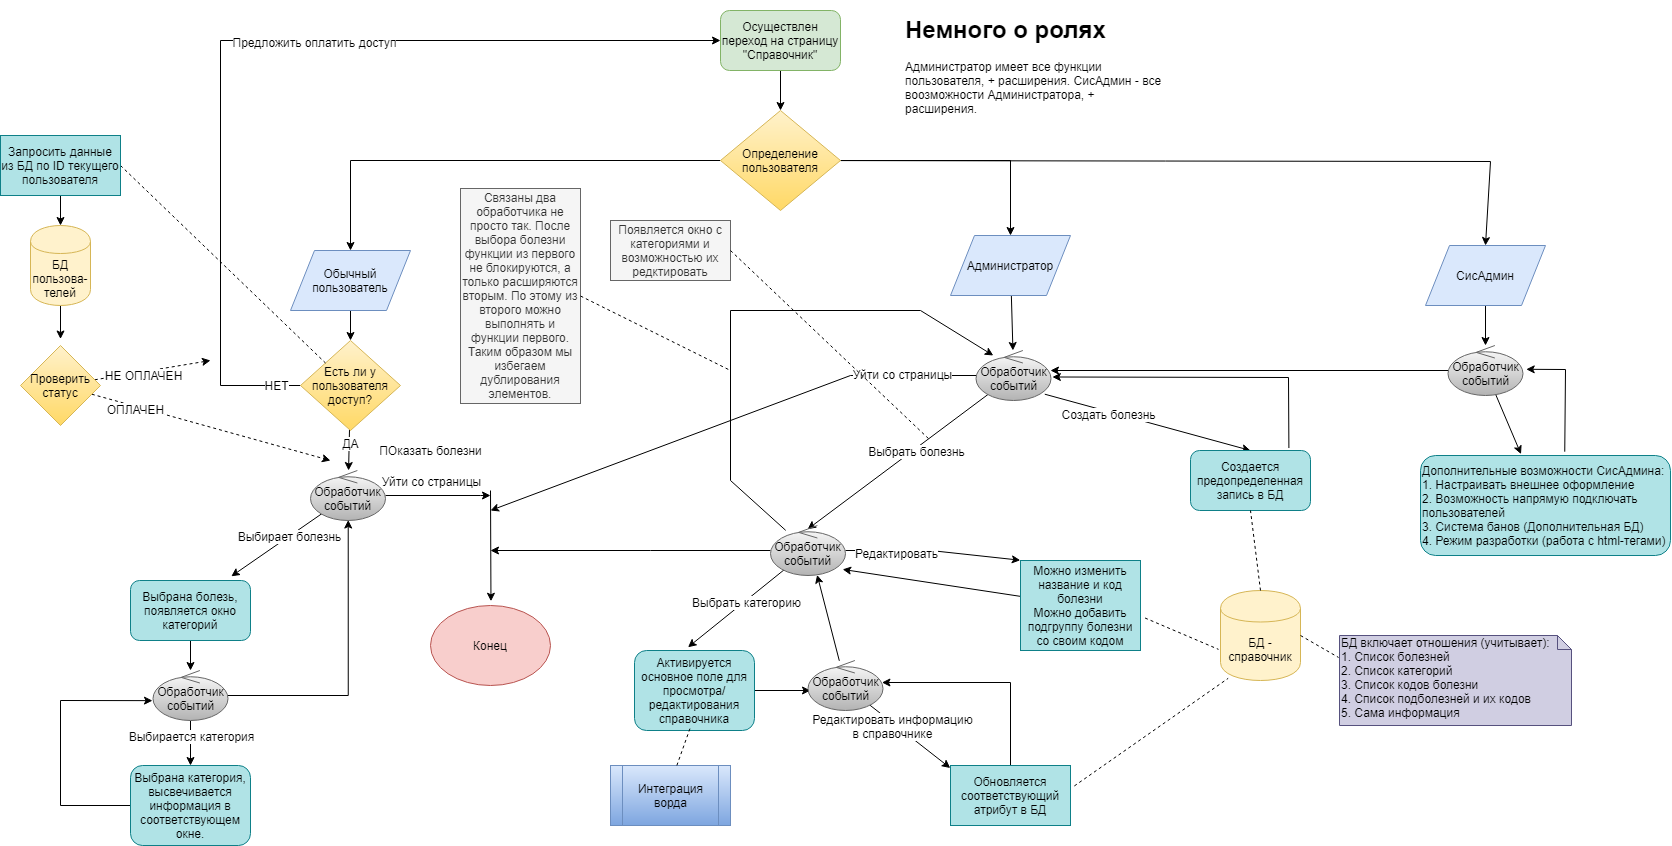 Осуществлен
переход на страницу
"Справочник"
Немного о ролях
Администратор имеет все функции
пользователя, + расширения. СисАдмин - все
воозможности Администратора, +
расширения.
Предложить оплатить доступ
Запросить данные
из БД по ID текущего
пользователя
Определение
пользователя
БД
пользова-
телей
Обычный
пользователь
Связаны два
обработчика не
просто так. После
выбора болезни
функции из первого
не блокируются, а
только расширяются
вторым. По этому из
второго можно
выполнять и
функции первого.
Таким образом мы
избегаем
дублирования
элементов.
Появляется окно с
категориями и
возможностью их
редктировать
Администратор
СисАдмин
Проверить
статус
НЕ ОПЛАЧЕН
ОПЛАЧЕН
НЕТ
Есть ли у
пользователя
доступ?
ДА
Уйти со страницы
Обработчик
событий
Обработчик
событий
Создать болезнь
Выбрать болезнь
ПОказать болезни
Обработчик
событий
Уйти со страницы
Создается
предопределенная
запись в БД
Дополнительные возможности СисАдмина:
1. Настраивать внешнее оформление
2. Возможность напрямую подключать
пользователей
3. Система банов (Дополнительная БД)
4. Режим разработки (работа с html-тегами)
Выбирает болезнь
Обработчик
событий
Редактировать
Можно изменить
название и код
болезни
Можно добавить
подгруппу болезни
со своим кодом
Выбрана болезь,
появляется окно
категорий
Выбрать категорию
Конец
БД -
справочник
БД включает отношения (учитывает):
1. Список болезней
2. Список категорий
3. Список кодов болезни
4. Список подболезней и их кодов
5. Сама информация
Активируется
основное поле для
просмотра/
редактирования
справочника
Обработчик
событий
Обработчик
событий
Редактировать информацию
в справочнике
Выбирается категория
Выбрана категория,
высвечивается
информация в
соответствующем
окне.
Интеграция
ворда
Обновляется
соответствующий
атрибут в БД